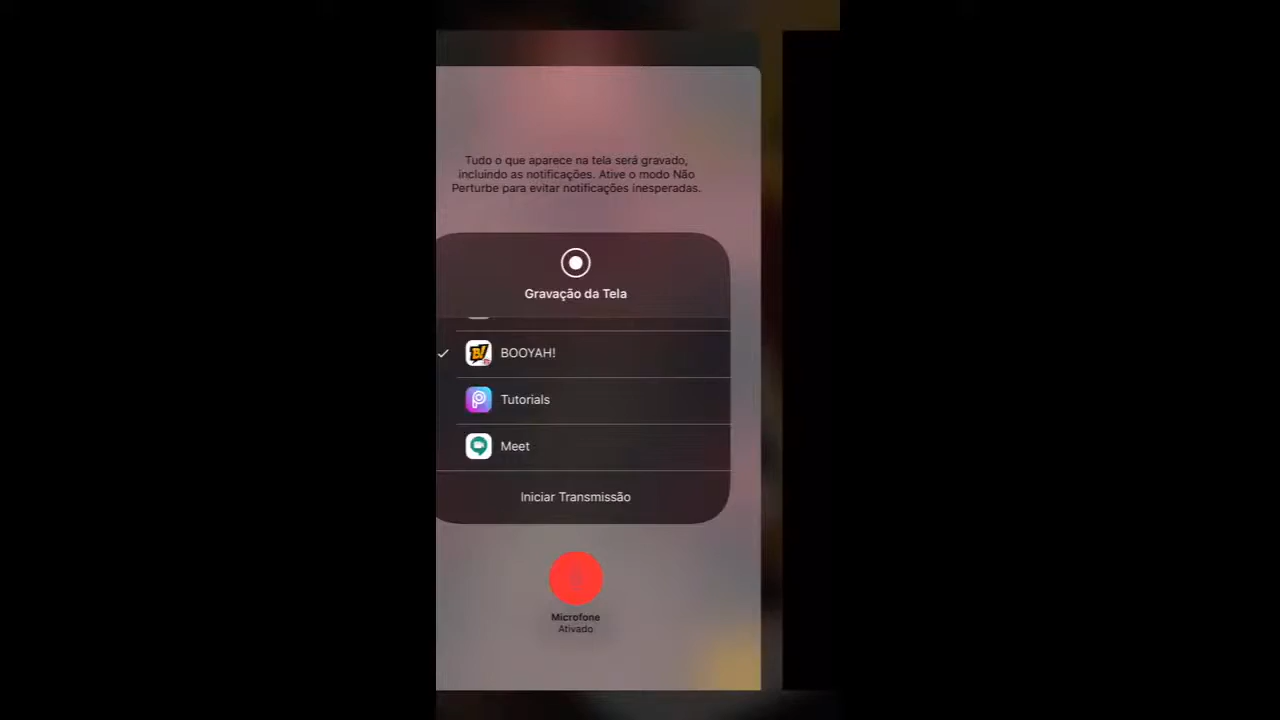 Tudo o que aparece na tela será gravado,
incluindo as notificações. Ative o modo Não
Perturbe para evitar notificações inesperadas.
Gravação da Tela
BOOYAH!
Tutorials
Meet
Iniciar Transmissão
Microfone
Ativado